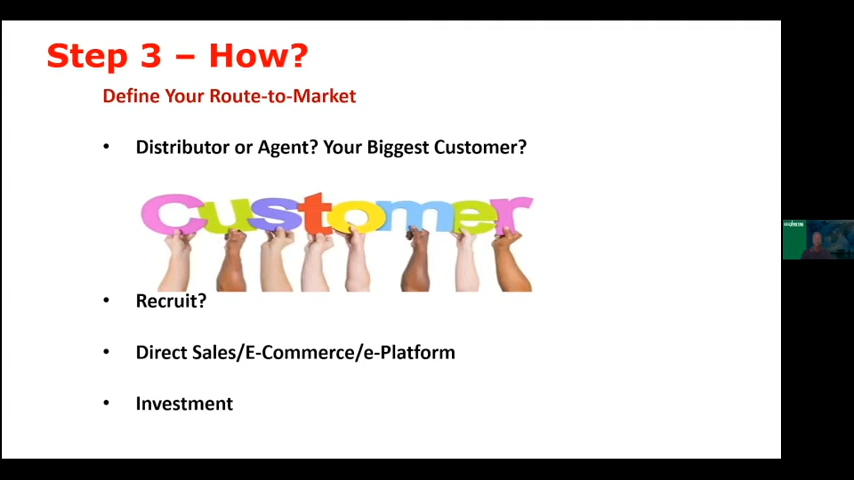 Step 3 – How?
Define Your Route-to-Market
• Distributor or Agent? Your Biggest Customer?
Customer
• Recruit?
• Direct Sales/E-Commerce/e-Platform
• Investment